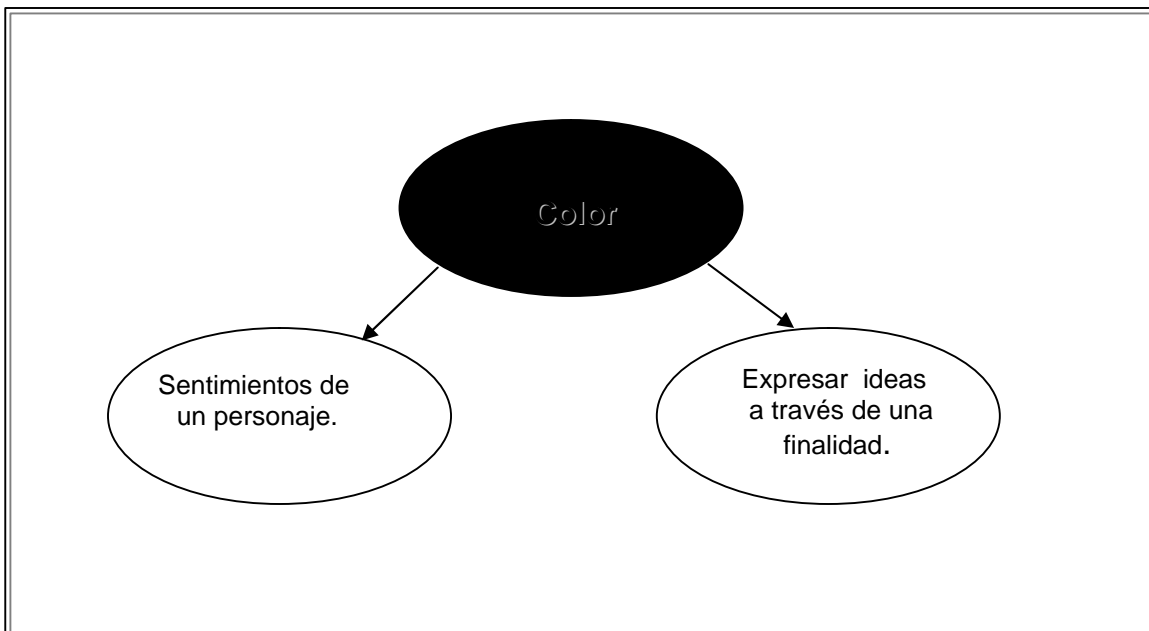 Color
Sentimientos de
un personaje.
Expresar ideas
a través de una
finalidad.